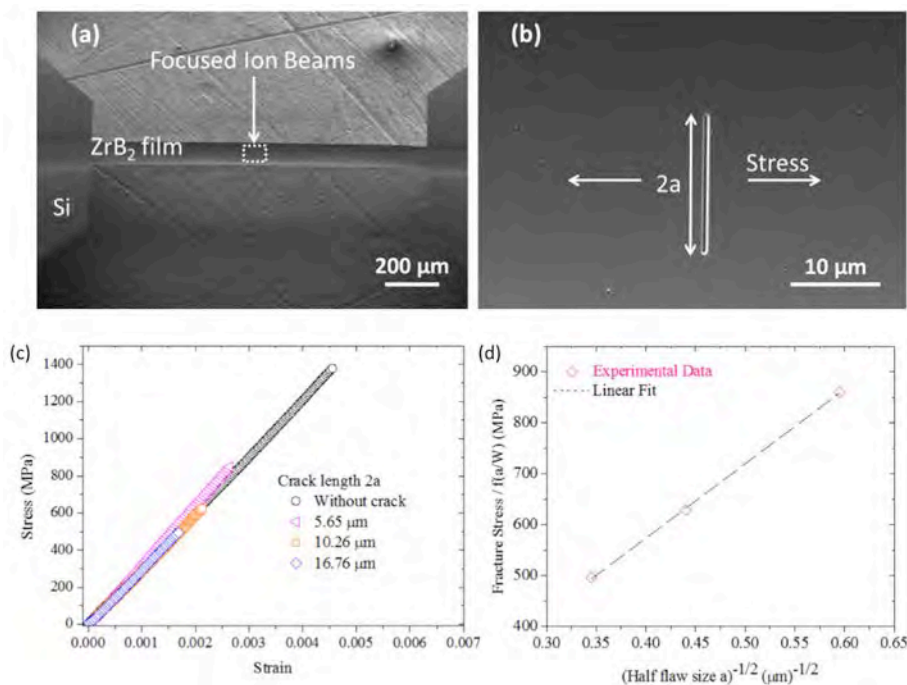 (a)
Focused Ion Beams
ZrB₂ film
Si
200 μm
(b)
2a
Stress
10 μm
(c)
Stress (MPa)
1400
1200
1000
800
600
400
200
0
Crack length 2a
Without crack
5.65 μm
10.26 μm
16.76 μm
0.000 0.001 0.002 0.003 0.004 0.005 0.006 0.007
Strain
(d)
Fracture Stress / f(a/W) (MPa)
900
800
700
600
500
400
Experimental Data
Linear Fit
0.30 0.35 0.40 0.45 0.50 0.55 0.60 0.65
(Half flaw size a)⁻¹/² (μm)⁻¹/²